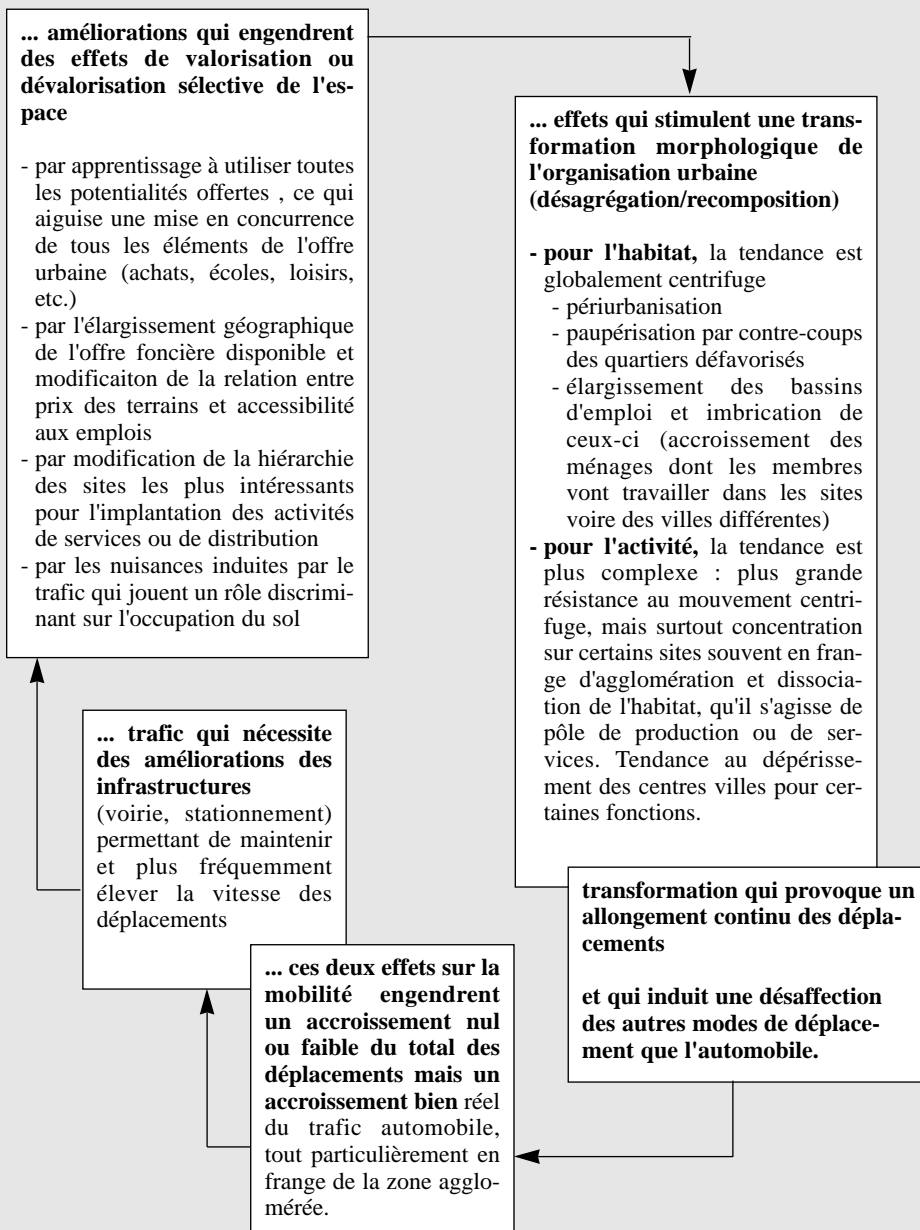 ... améliorations qui engendrent
des effets de valorisation ou
dévalorisation sélective de l'es-
pace
- par apprentissage à utiliser toutes
les potentialités offertes , ce qui
aiguise une mise en concurrence
de tous les éléments de l'offre
urbaine (achats, écoles, loisirs,
etc.)
- par l'élargissement géographique
de l'offre foncière disponible et
modificaiton de la relation entre
prix des terrains et accessibilité
aux emplois
- par modification de la hiérarchie
des sites les plus intéressants
pour l'implantation des activités
de services ou de distribution
- par les nuisances induites par le
trafic qui jouent un rôle discrimi-
nant sur l'occupation du sol
... effets qui stimulent une trans-
formation morphologique de
l'organisation urbaine
(désagrégation/recomposition)
- pour l'habitat, la tendance est
globalement centrifuge
- périurbanisation
- paupérisation par contre-coups
des quartiers défavorisés
- élargissement des bassins
d'emploi et imbrication de
ceux-ci (accroissement des
ménages dont les membres
vont travailler dans les sites
voire des villes différentes)
- pour l'activité, la tendance est
plus complexe : plus grande
résistance au mouvement centri-
fuge, mais surtout concentration
sur certains sites souvent en fran-
ge d'agglomération et dissocia-
tion de l'habitat, qu'il s'agisse de
pôle de production ou de ser-
vices. Tendance au dépérisse-
ment des centres villes pour cer-
taines fonctions.
transformation qui provoque un
allongement continu des dépla-
cements
et qui induit une désaffection
des autres modes de déplace-
ment que l'automobile.
... ces deux effets sur la
mobilité engendrent
un accroissement nul
ou faible du total des
déplacements mais un
accroissement bien réel
du trafic automobile,
tout particulièrement en
frange de la zone agglo-
mérée.
... trafic qui nécessite
des améliorations des
infrastructures
(voirie, stationnement)
permettant de maintenir
et plus fréquemment
élever la vitesse des
déplacements